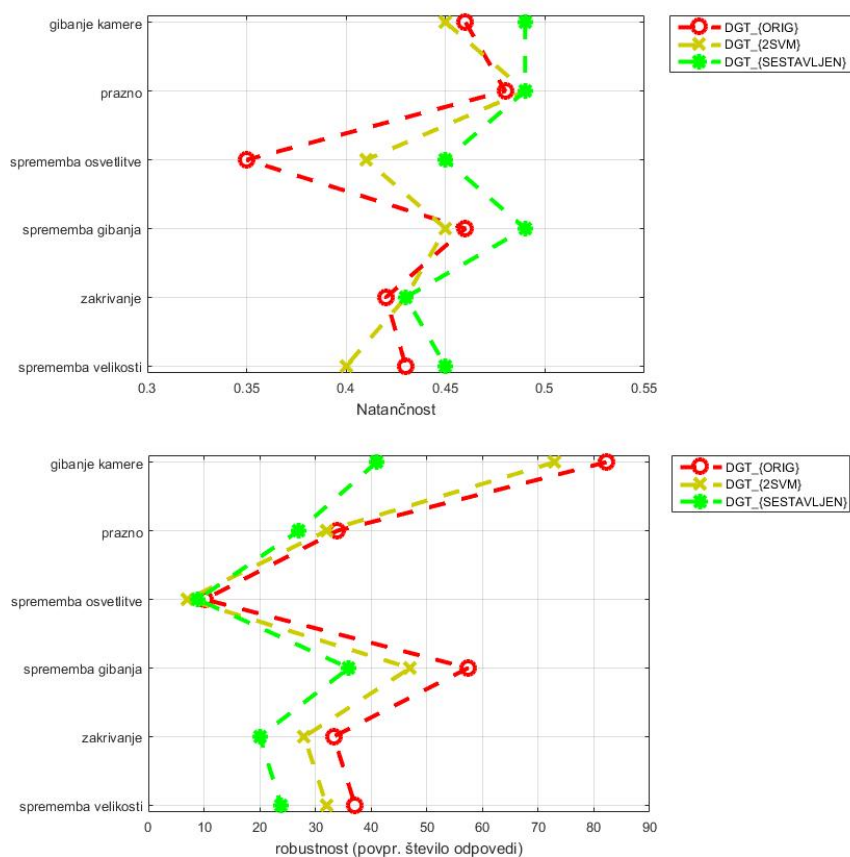 gibanje kamere
prazno
sprememba osvetlitve
sprememba gibanja
zakrivanje
sprememba velikosti
0.3 0.35 0.4 0.45 0.5 0.55
Natančnost
DGT_{ORIG}
DGT_{2SVM}
DGT_{SESTAVLJEN}
gibanje kamere
prazno
sprememba osvetlitve
sprememba gibanja
zakrivanje
sprememba velikosti
0 10 20 30 40 50 60 70 80 90
robustnost (povpr. število odpovedi)
DGT_{ORIG}
DGT_{2SVM}
DGT_{SESTAVLJEN}